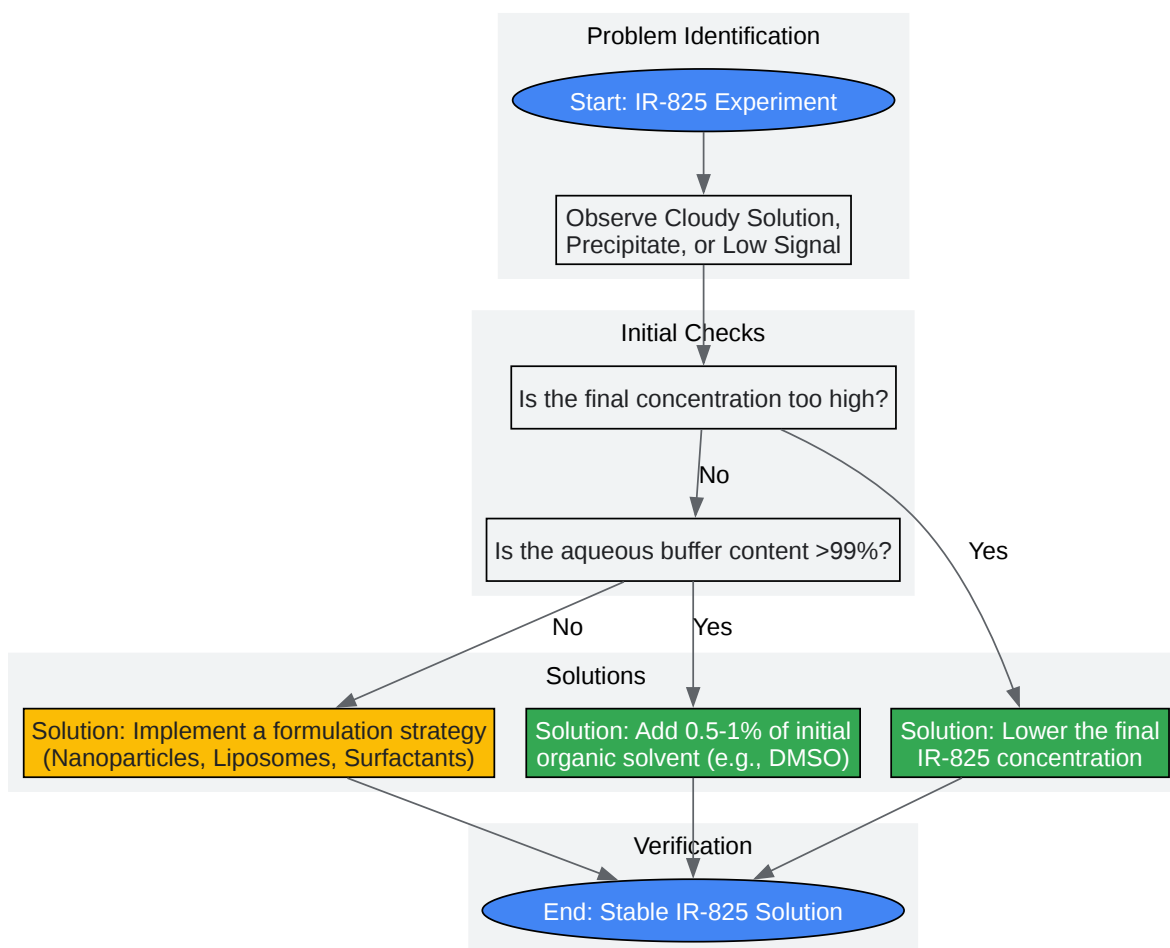 Problem Identification
Start: IR-825 Experiment
Observe Cloudy Solution,
Precipitate, or Low Signal
Initial Checks
Is the final concentration too high?
No
Is the aqueous buffer content >99%?
Yes
No
Yes
Solutions
Solution: Implement a formulation strategy
(Nanoparticles, Liposomes, Surfactants)
Solution: Add 0.5-1% of initial
organic solvent (e.g., DMSO)
Solution: Lower the final
IR-825 concentration
Verification
End: Stable IR-825 Solution